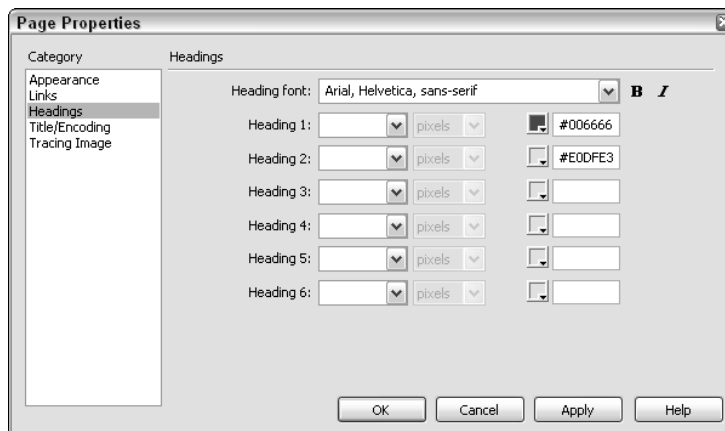 Page Properties
Category
Appearance
Links
Headings
Title/Encoding
Tracing Image
Headings
Heading font: Arial, Helvetica, sans-serif B I
Heading 1: pixels #006666
Heading 2: pixels #E0DFE3
Heading 3: pixels
Heading 4: pixels
Heading 5: pixels
Heading 6: pixels
OK Cancel Apply Help